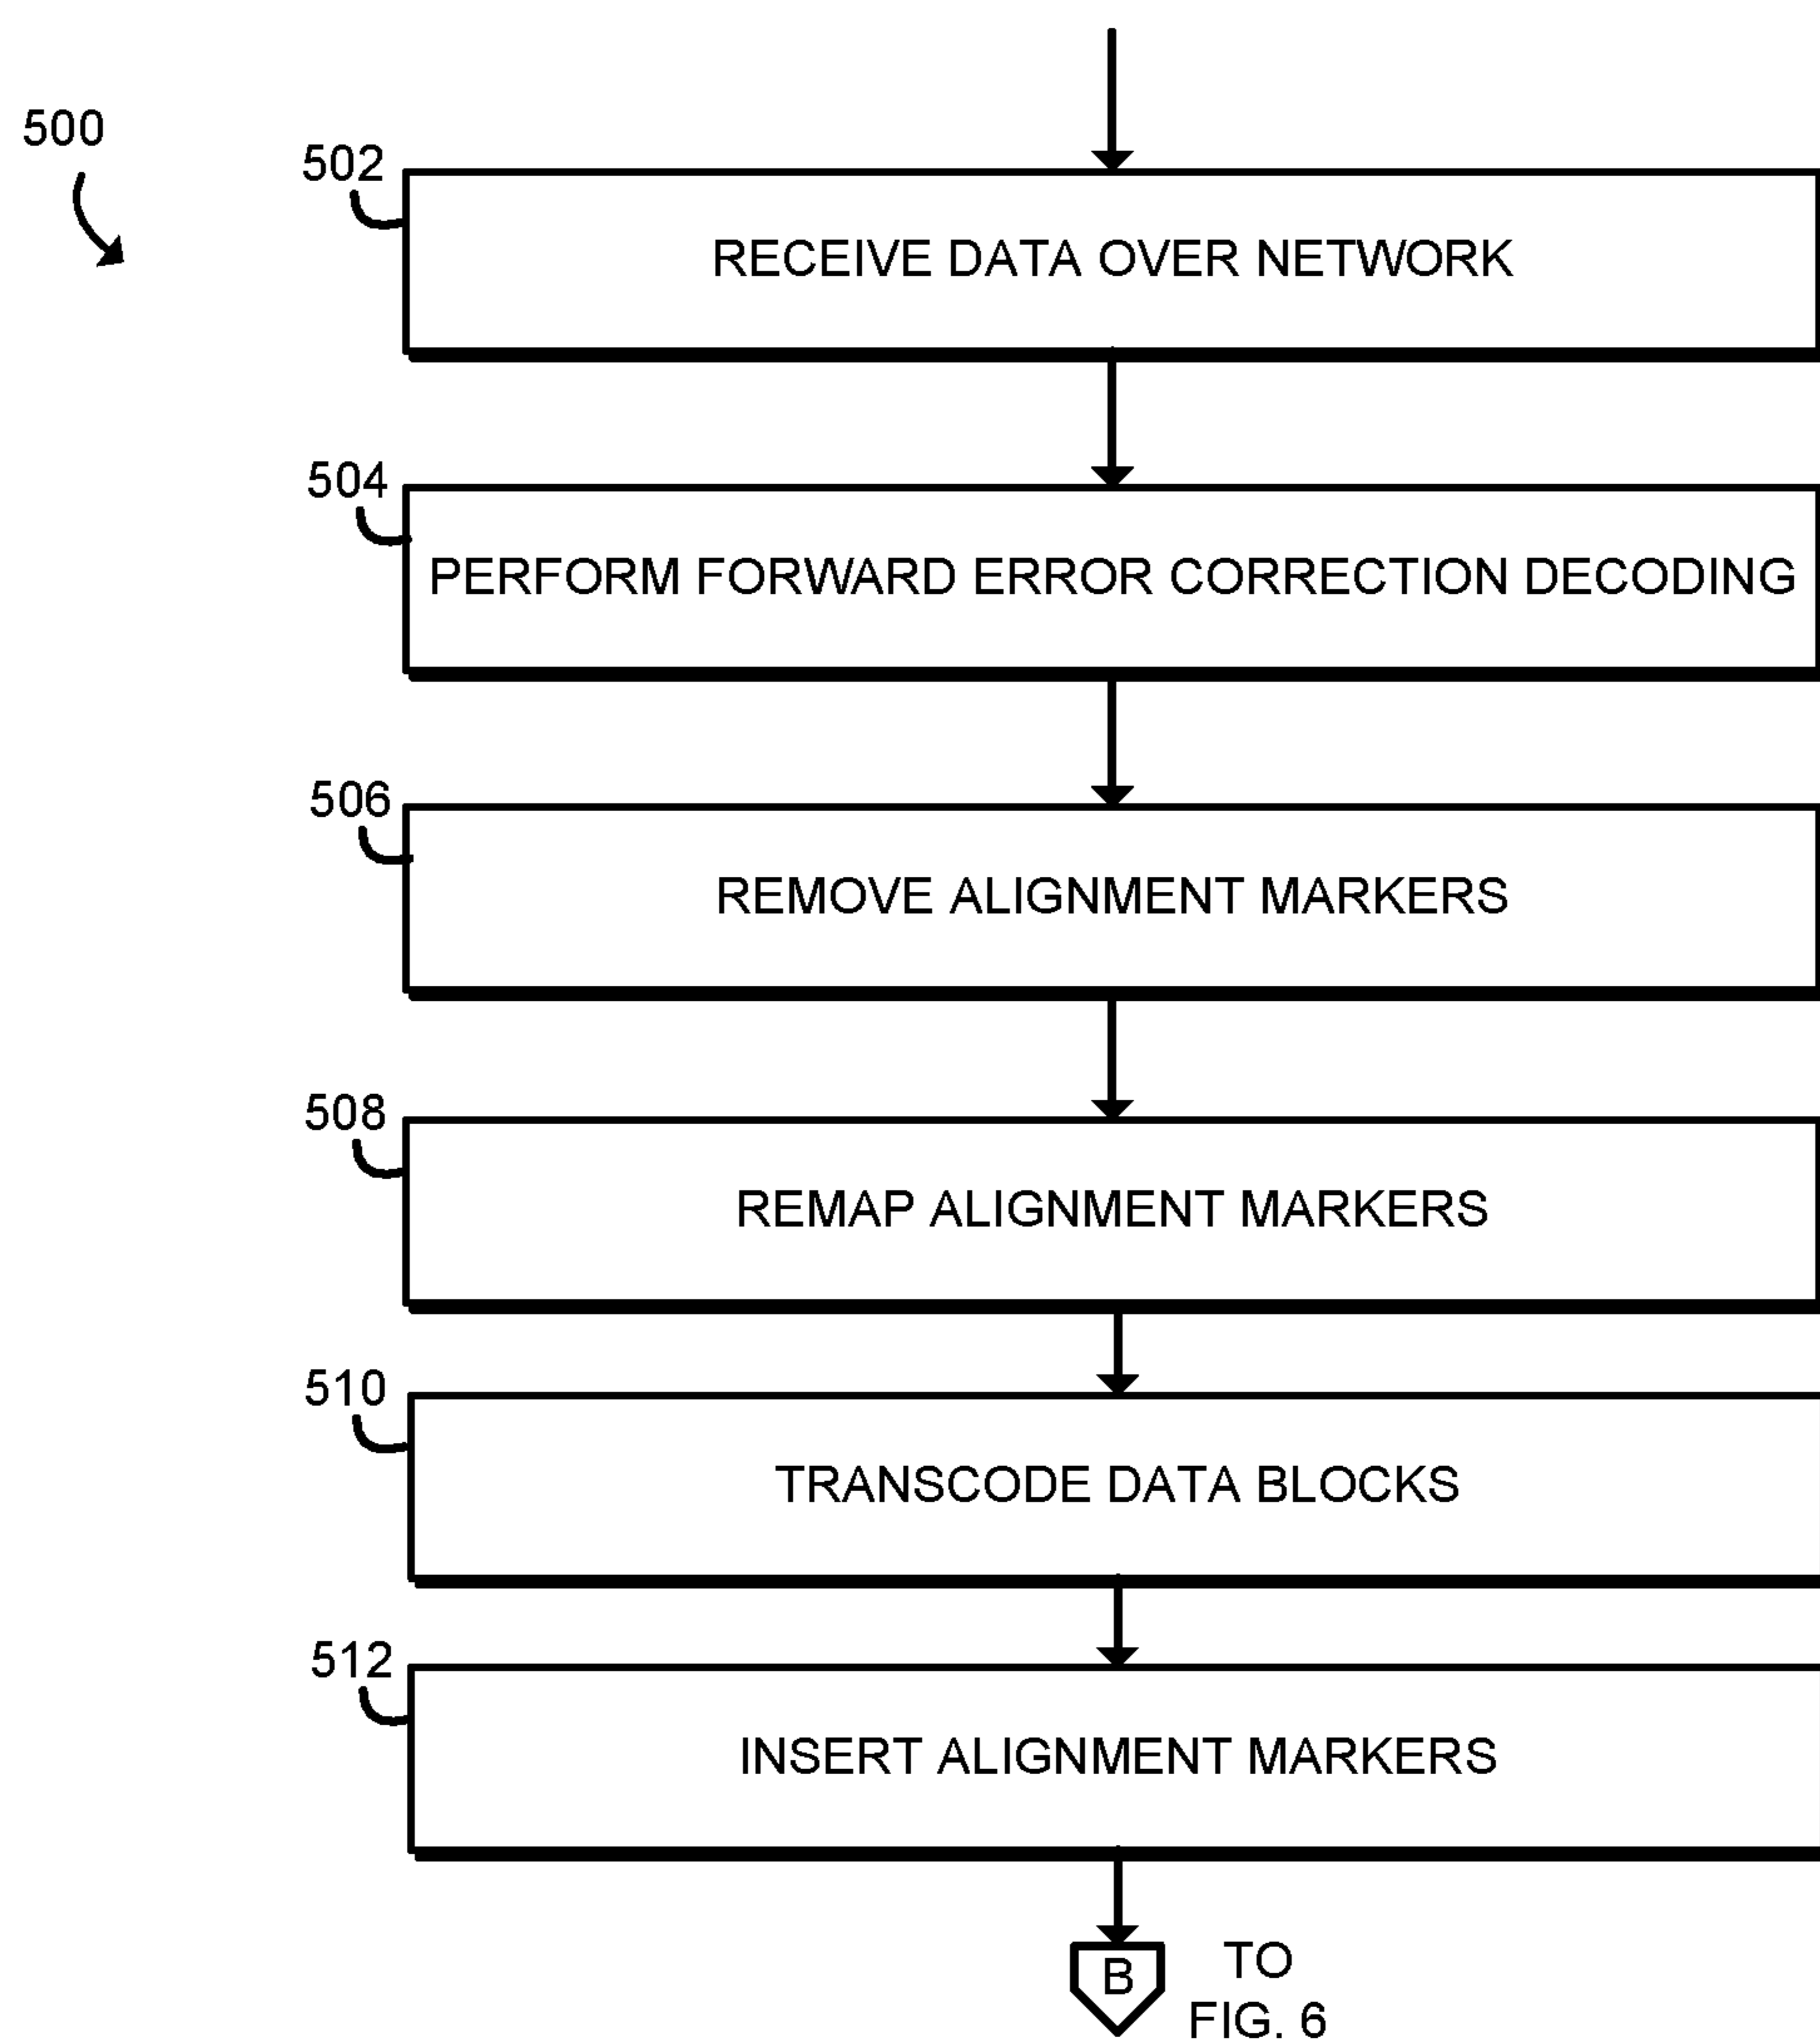 500
502
RECEIVE DATA OVER NETWORK
504
PERFORM FORWARD ERROR CORRECTION DECODING
506
REMOVE ALIGNMENT MARKERS
508
REMAP ALIGNMENT MARKERS
510
TRANSCODE DATA BLOCKS
512
INSERT ALIGNMENT MARKERS
B
TO
FIG. 6